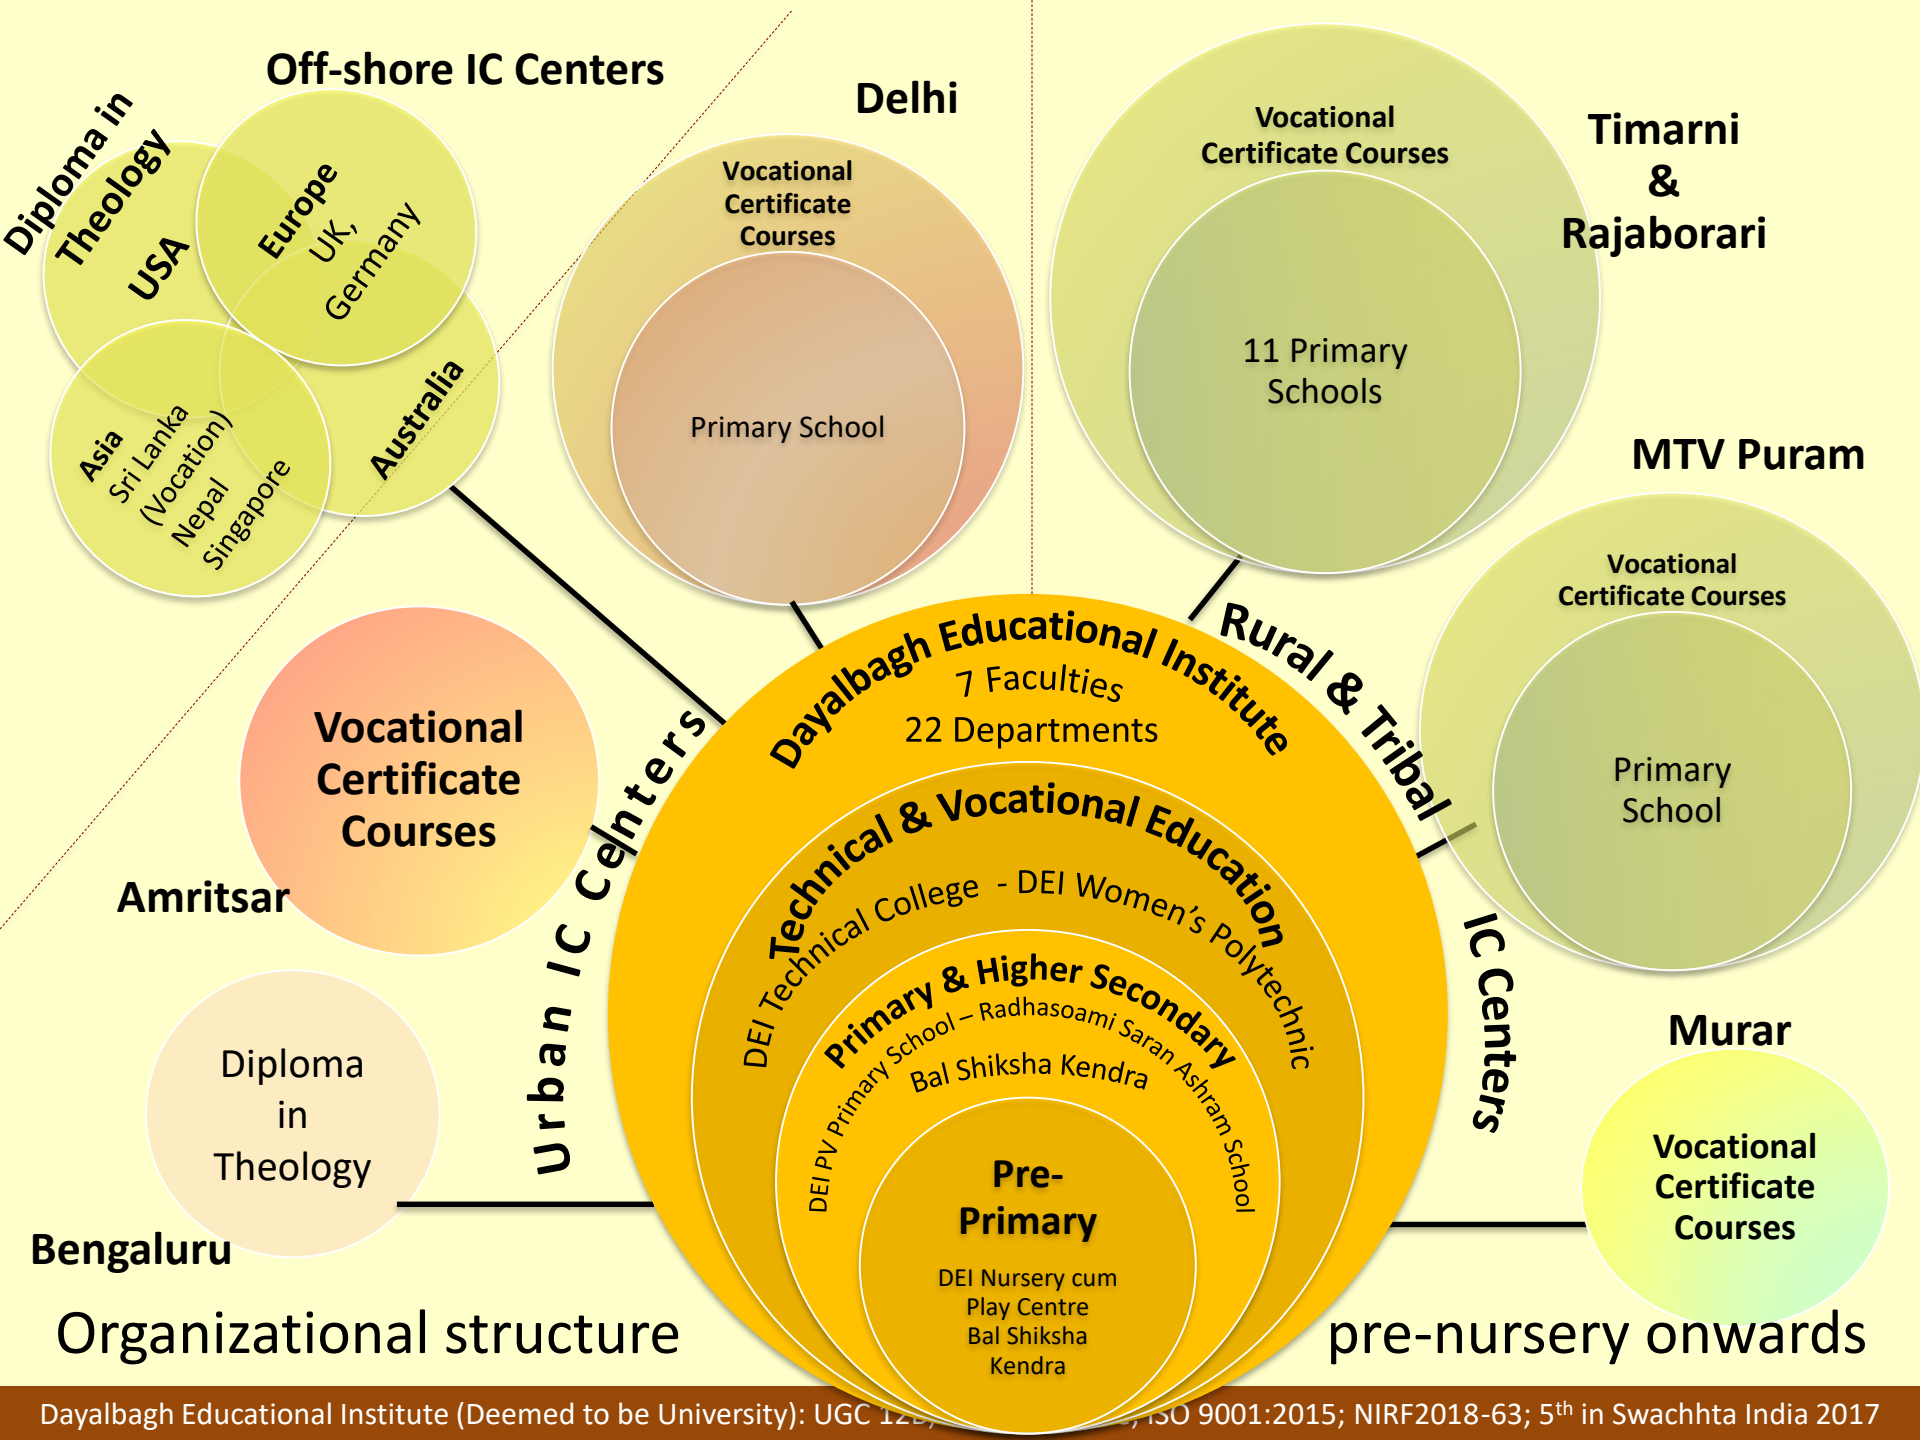 Off-shore IC Centers
Diploma in
Theology
USA
Europe
UK,
Germany
Australia
Asia
Sri Lanka
(Vocation)
Nepal
Singapore
Delhi
Vocational
Certificate
Courses
Primary School
Vocational
Certificate Courses
11 Primary
Schools
Timarni
&
Rajaborari
MTV Puram
Vocational
Certificate Courses
Primary
School
Rural & Tribal
IC Centers
Murar
Vocational
Certificate
Courses
Vocational
Certificate
Courses
Amritsar
Urban IC Centers
Diploma
in
Theology
Bengaluru
Dayalbagh Educational Institute
7 Faculties
22 Departments
Technical & Vocational Education
DEI Technical College - DEI Women's Polytechnic
Primary & Higher Secondary
DEI PV Primary School – Radhasoami Saran Ashram School
Bal Shiksha Kendra
Pre-
Primary
DEI Nursery cum
Play Centre
Bal Shiksha
Kendra
Organizational structure
pre-nursery onwards
Dayalbagh Educational Institute (Deemed to be University): UGC ISO 9001:2015; NIRF2018-63; 5th in Swachhta India 2017